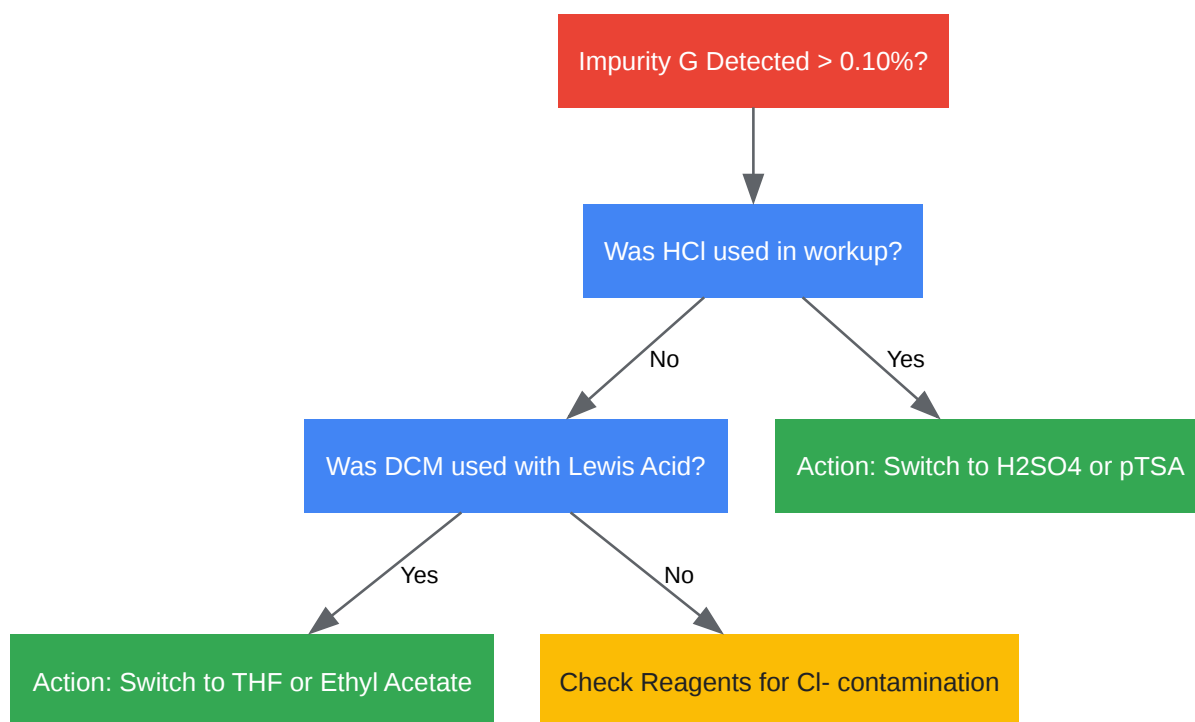 Impurity G Detected > 0.10%?
Was HCl used in workup?
No
Yes
Was DCM used with Lewis Acid?
Action: Switch to H2SO4 or pTSA
Yes
No
Action: Switch to THF or Ethyl Acetate
Check Reagents for Cl- contamination